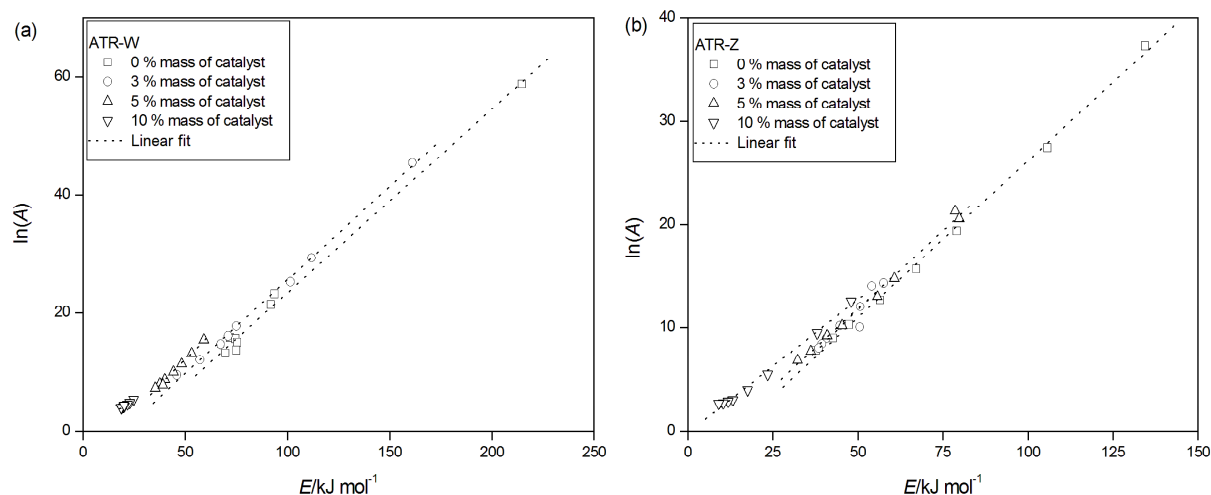 (a)
ATR-W
0 % mass of catalyst
3 % mass of catalyst
5 % mass of catalyst
10 % mass of catalyst
Linear fit
ln(A)
60
40
20
0
0
50
100
150
200
250
E/kJ mol⁻¹
(b)
ATR-Z
0 % mass of catalyst
3 % mass of catalyst
5 % mass of catalyst
10 % mass of catalyst
Linear fit
ln(A)
40
30
20
10
0
0
25
50
75
100
125
150
E/kJ mol⁻¹